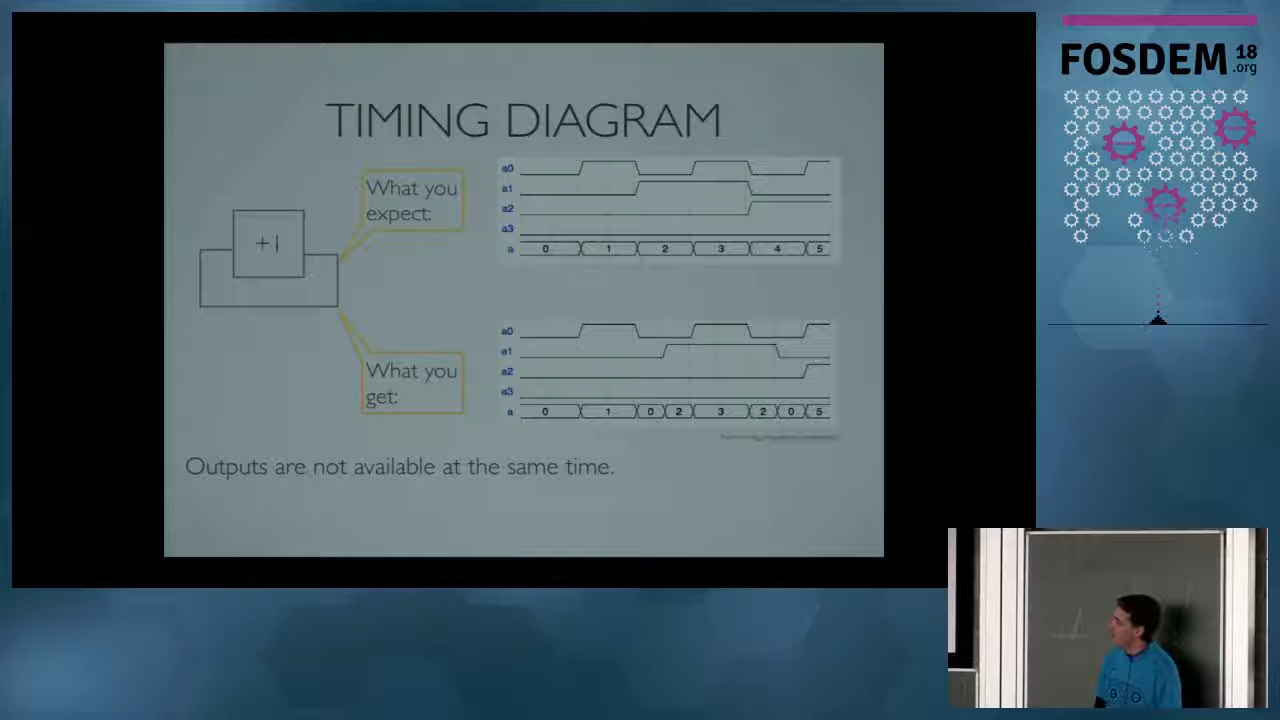 TIMING DIAGRAM
What you
expect:
+1
What you
get:
a0
a1
a2
a3
a 0 1 2 3 4 5
a0
a1
a2
a3
a 0 1 0 2 3 2 0 5
Outputs are not available at the same time.
FOSDEM 18
.org